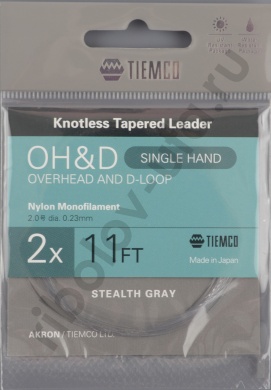 TIEMCO
Knotless Tapered Leader
OH&D SINGLE HAND
OVERHEAD AND D-LOOP
Nylon Monofilament
2.0号 dia. 0.23mm
2x 11FT TIEMCO
Made in Japan
STEALTH GRAY
AKRON / TIEMCO LTD.